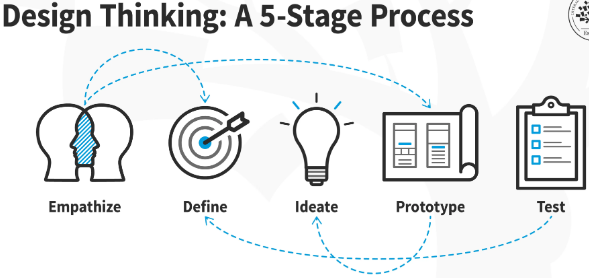 Design Thinking: A 5-Stage Process
Empathize
Define
Ideate
Prototype
Test